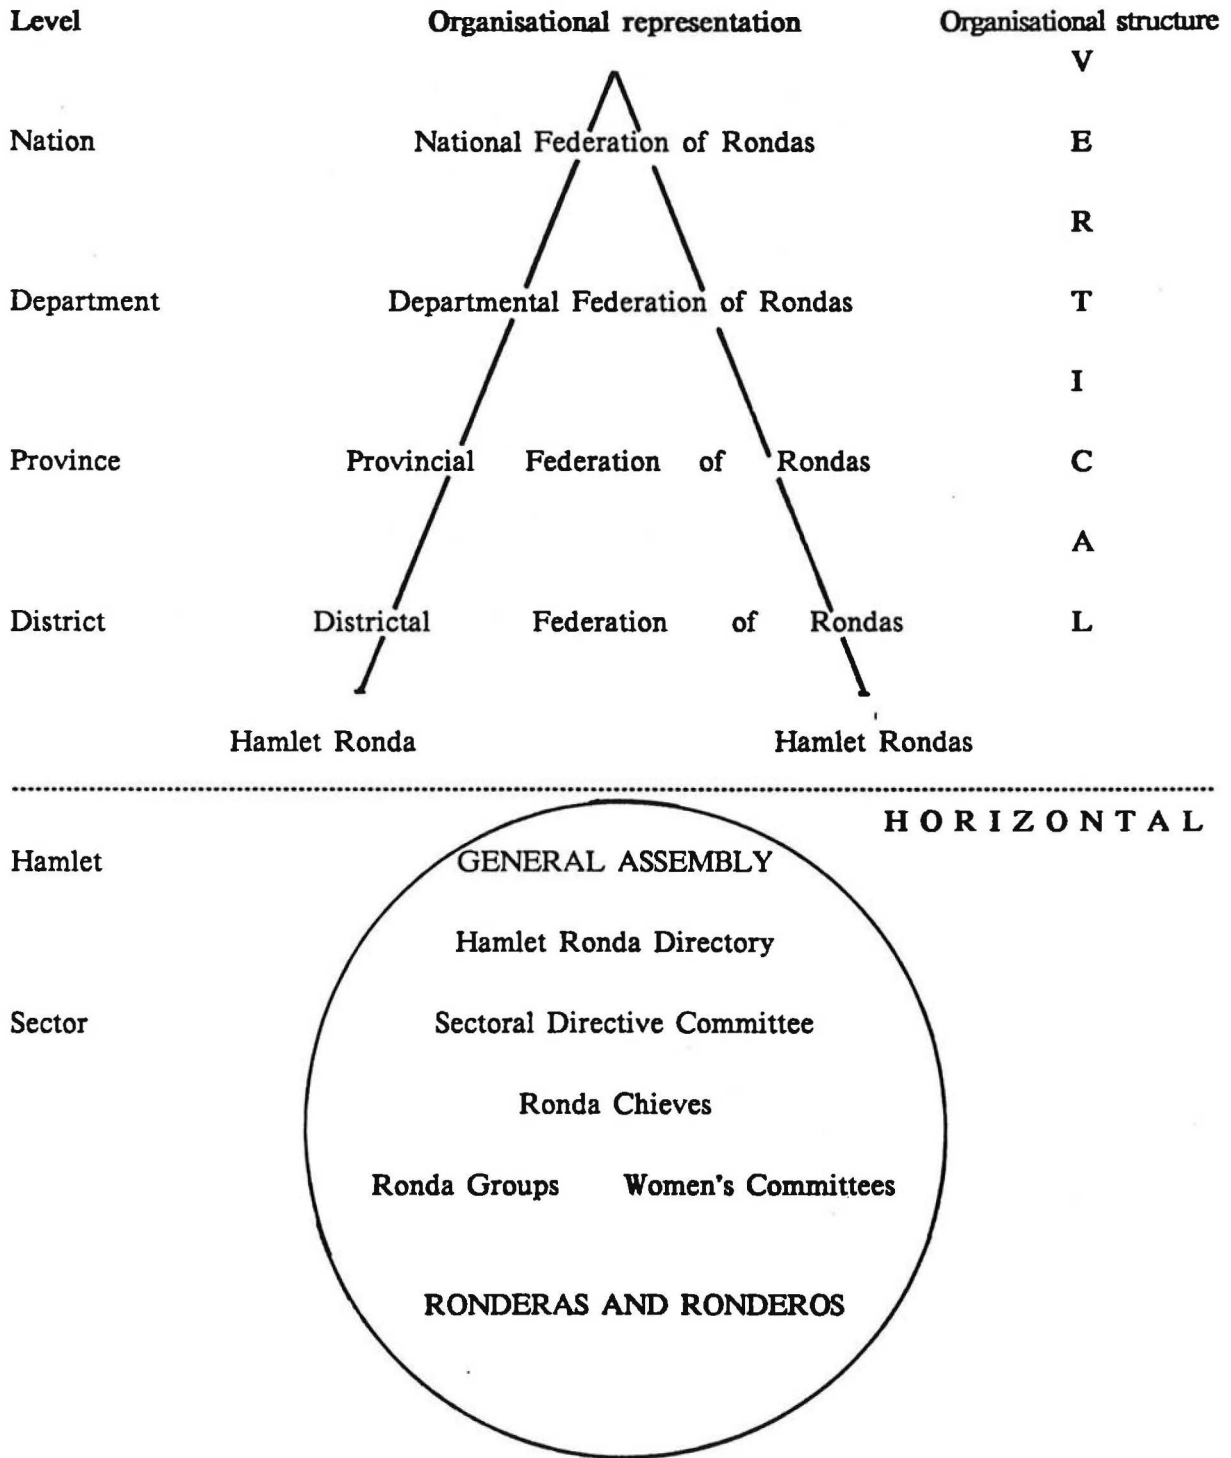 Level Organisational representation Organisational structure
V
Nation National Federation of Rondas E
R
Department Departmental Federation of Rondas T
I
Province Provincial Federation of Rondas C
A
District Districtal Federation of Rondas L
Hamlet Ronda Hamlet Rondas
HORIZONTAL
Hamlet GENERAL ASSEMBLY
Hamlet Ronda Directory
Sector Sectoral Directive Committee
Ronda Chieves
Ronda Groups Women's Committees
RONDERAS AND RONDEROS